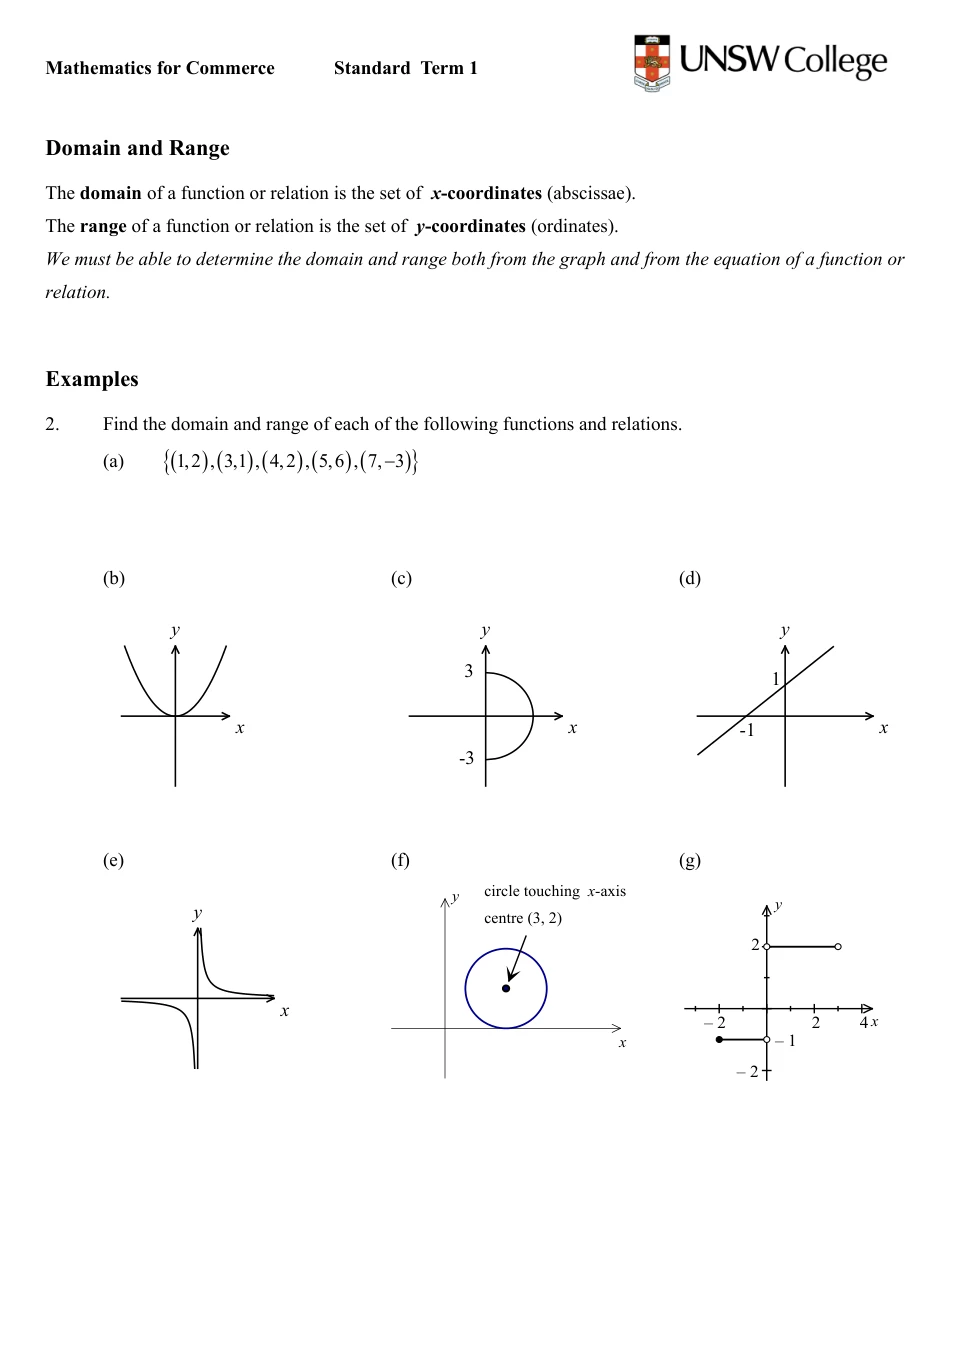 Mathematics for Commerce Standard Term 1
UNSW College
Domain and Range
The domain of a function or relation is the set of x-coordinates (abscissae).
The range of a function or relation is the set of y-coordinates (ordinates).
We must be able to determine the domain and range both from the graph and from the equation of a function or
relation.
Examples
2. Find the domain and range of each of the following functions and relations.
(a) {(1,2),(3,1),(4,2),(5,6),(7,−3)}
(b) (c) (d)
y
x
y
3
-3
x
y
1
-1
x
(e) (f) (g)
y
x
y
circle touching x-axis
centre (3, 2)
x
y
2
– 2 2 4 x
– 1
– 2